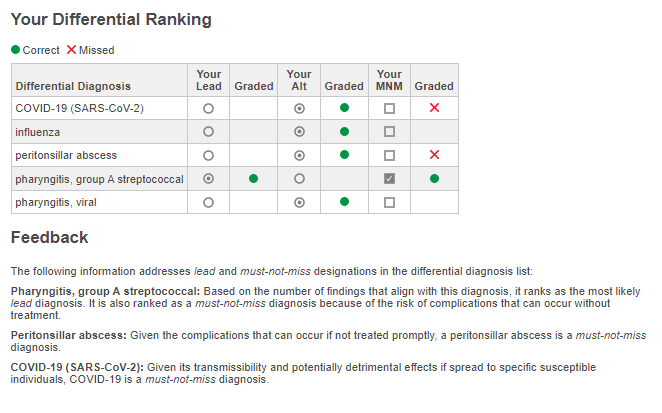 Your Differential Ranking
Correct Missed
Differential Diagnosis Your Lead Graded Your Alt Graded Your MNM Graded
COVID-19 (SARS-CoV-2)
influenza
peritonsillar abscess
pharyngitis, group A streptococcal
pharyngitis, viral
Feedback
The following information addresses lead and must-not-miss designations in the differential diagnosis list:
Pharyngitis, group A streptococcal: Based on the number of findings that align with this diagnosis, it ranks as the most likely
lead diagnosis. It is also ranked as a must-not-miss diagnosis because of the risk of complications that can occur without
treatment.
Peritonsillar abscess: Given the complications that can occur if not treated promptly, a peritonsillar abscess is a must-not-miss
diagnosis.
COVID-19 (SARS-CoV-2): Given its transmissibility and potentially detrimental effects if spread to specific susceptible
individuals, COVID-19 is a must-not-miss diagnosis.